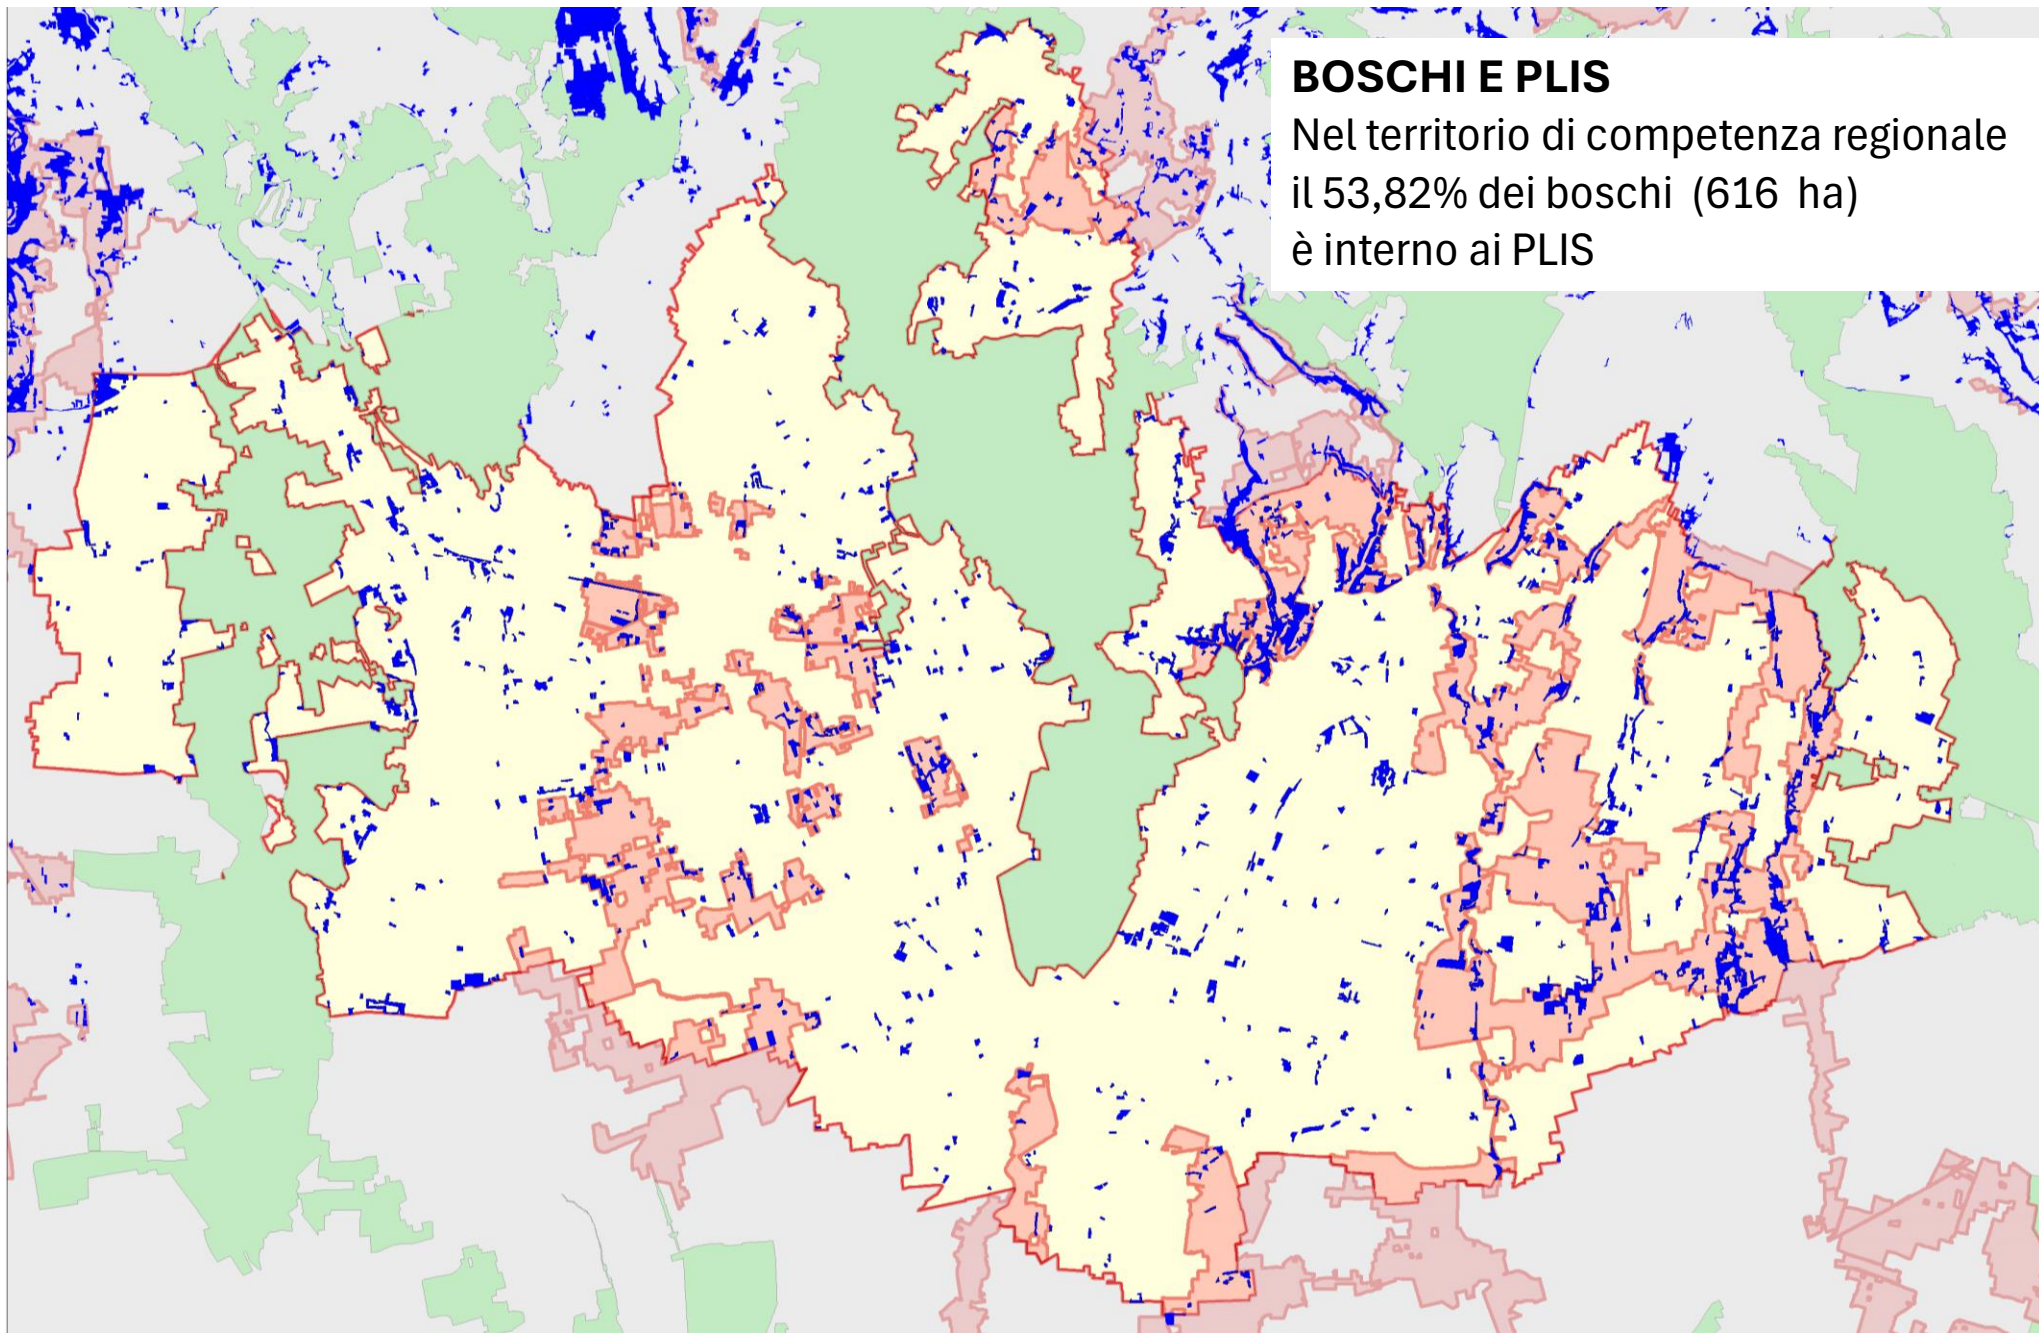 BOSCHI E PLIS
Nel territorio di competenza regionale
il 53,82% dei boschi (616 ha)
è interno ai PLIS